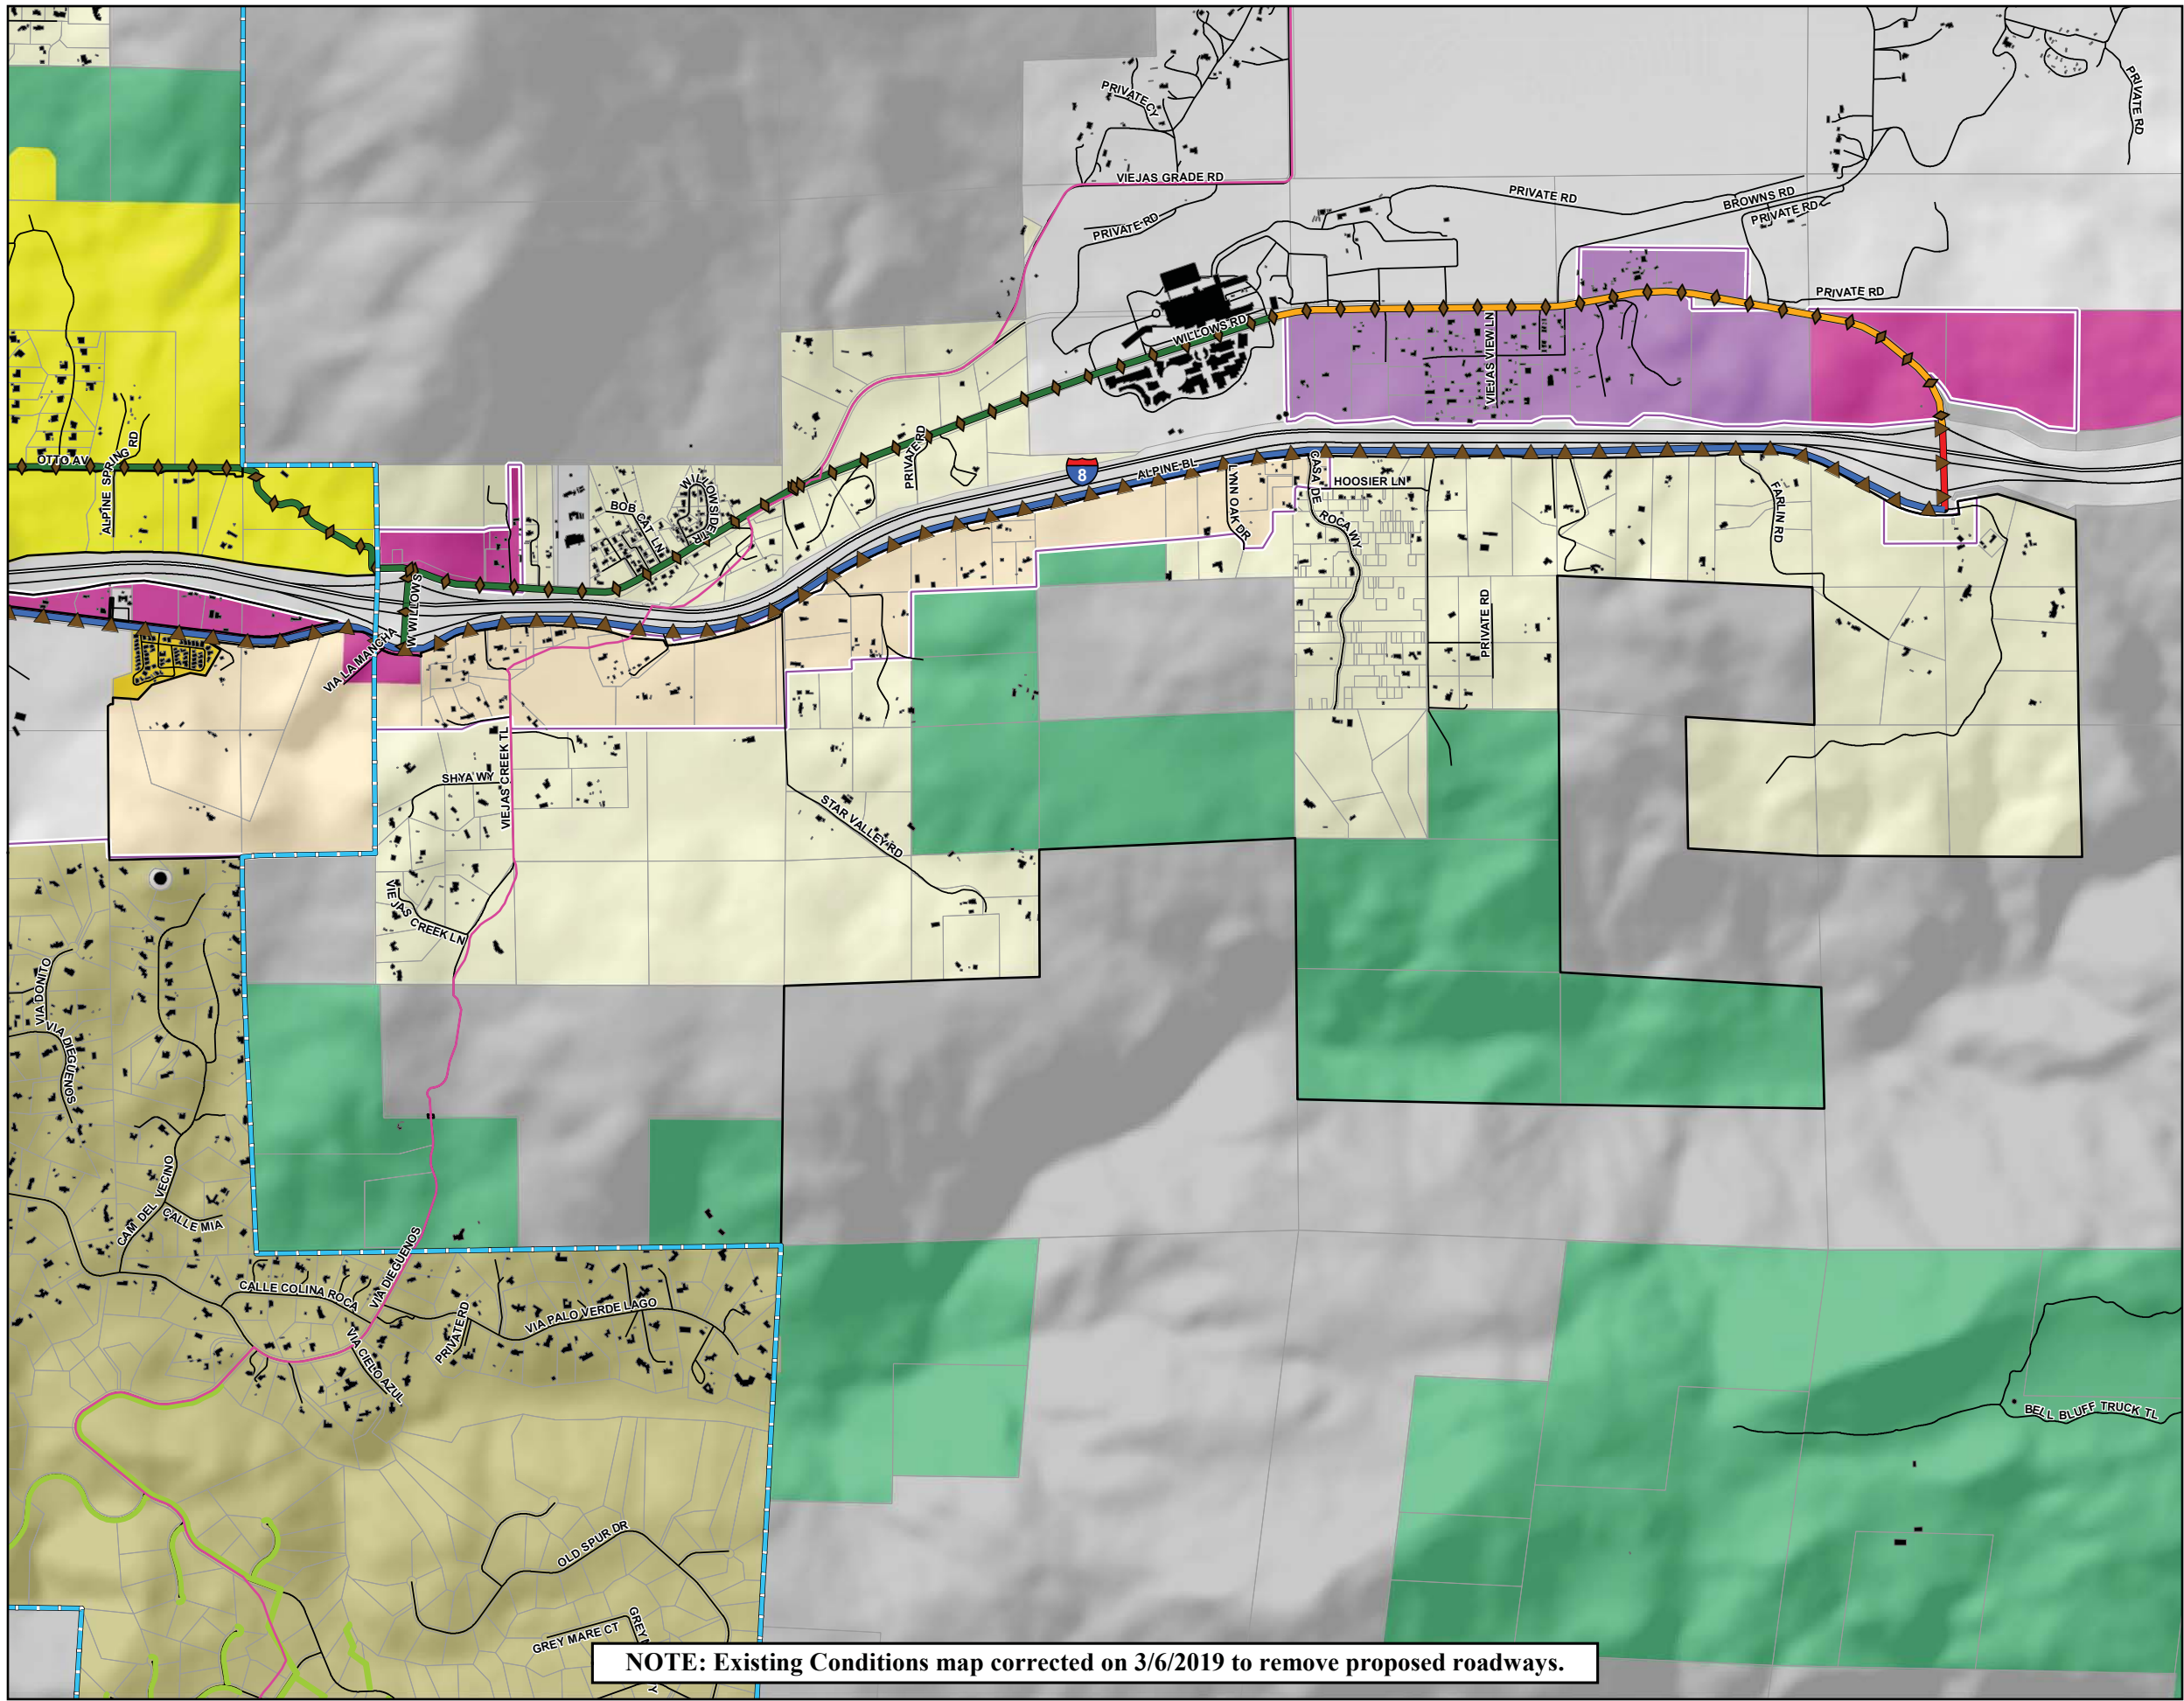 PRIVATE CY
PRIVATE RD
VIEJAS GRADE RD
PRIVATE RD
PRIVATE RD
BROWNS RD
PRIVATE RD
PRIVATE RD
WILLOWS RD
VIEJAS VIEW LN
OTTO AV
ALPINE SPRING RD
PRIVATE RD
8
ALPINE BL
LYNN OAK DR
CASA DE ROCA WY
HOOSIER LN
FARLIN RD
BOB CAT LN
WILLOWSIDE TR
W WILLOWS
VIA LA MANCHA
PRIVATE RD
VIEJAS CREEK TL
SHYA WY
STAR VALLEY RD
VIEJAS CREEK LN
VIA DONITO
VIA DIEGUENOS
CAM DEL VECINO
CALLE MIA
VIA DIEGUENOS
CALLE COLINA ROCA
PRIVATE RD
VIA PALO VERDE LAGO
VIA CIELO AZUL
BELL BLUFF TRUCK TL
OLD SPUR DR
GREY MARE CT
GREY
NOTE: Existing Conditions map corrected on 3/6/2019 to remove proposed roadways.